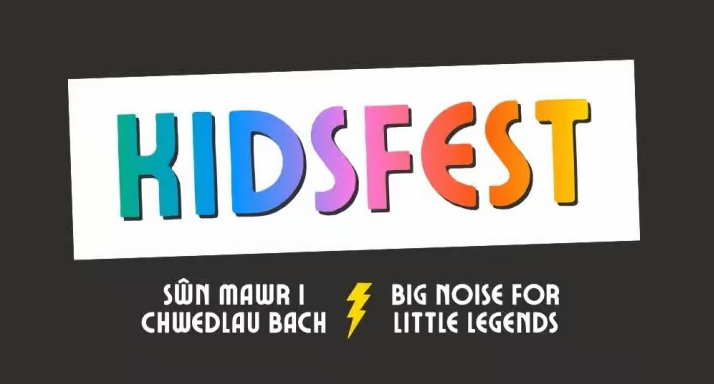 KIDSFEST
SŴN MAWR I
CHWEDLAU BACH
BIG NOISE FOR
LITTLE LEGENDS